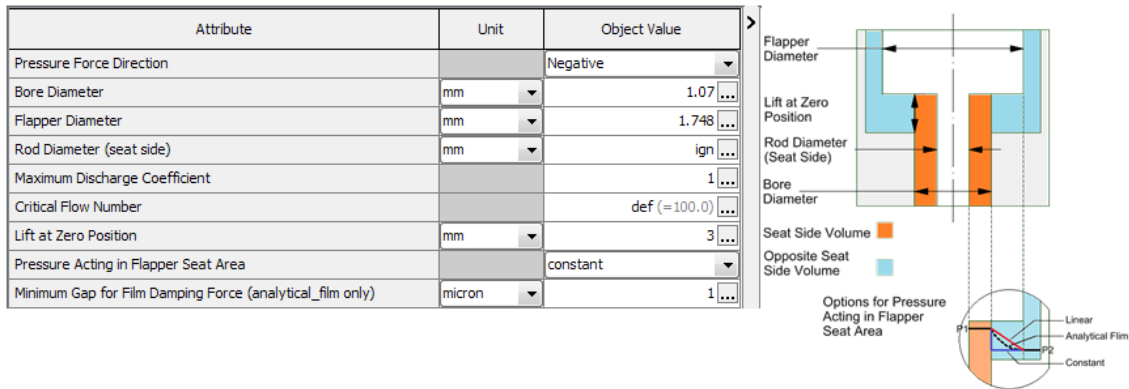 Attribute Unit Object Value
Pressure Force Direction Negative
Bore Diameter mm 1.07 ...
Flapper Diameter mm 1.748 ...
Rod Diameter (seat side) mm ign ...
Maximum Discharge Coefficient 1 ...
Critical Flow Number def (=100.0) ...
Lift at Zero Position mm 3 ...
Pressure Acting in Flapper Seat Area constant
Minimum Gap for Film Damping Force (analytical_film only) micron 1 ...
>
Flapper
Diameter
Lift at Zero
Position
Rod Diameter
(Seat Side)
Bore
Diameter
Seat Side Volume
Opposite Seat
Side Volume
Options for Pressure
Acting in Flapper
Seat Area
P1
P2
Linear
Analytical Flim
Constant